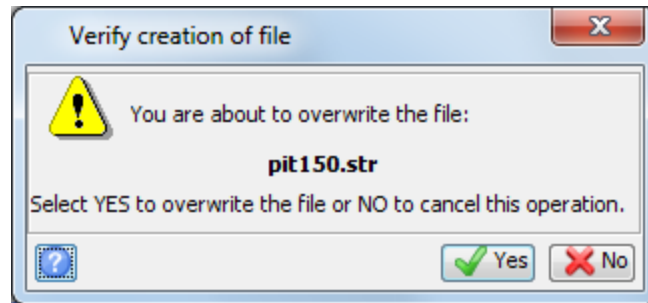 Verify creation of file
You are about to overwrite the file:
pit150.str
Select YES to overwrite the file or NO to cancel this operation.
Yes No